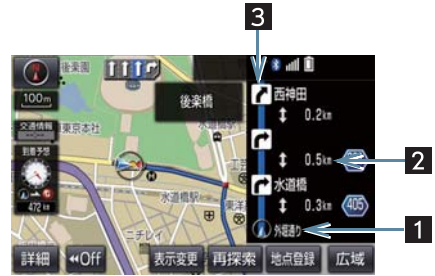 3
後楽園
後楽橋
西神田
100m
0.2km
交通情報
東京本社
到着予想
0.5km
2
水道橋
水道橋駅
0.3km
405
472 km
ニチレイ
外堀通り
1
詳細
Off
表示変更
再探索
地点登録
広域